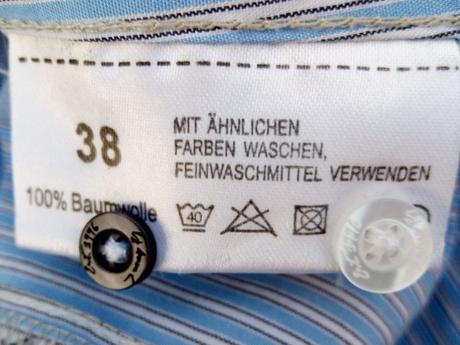 38
MIT ÄHNLICHEN
FARBEN WASCHEN,
FEINWASCHMITTEL VERWENDEN
100% Baumwolle
40